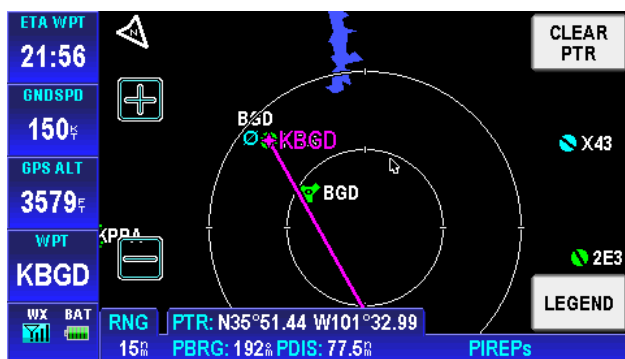 ETA WPT
21:56
GNDSPD
150KT
GPS ALT
3579FT
WPT
KBGD
WX BAT
N
CLEAR
PTR
BGD
KBGD
X43
BGD
2E3
LEGEND
RNG
15nm
PTR: N35°51.44 W101°32.99
PBRG: 192°M PDIS: 77.5nm
PIREPs